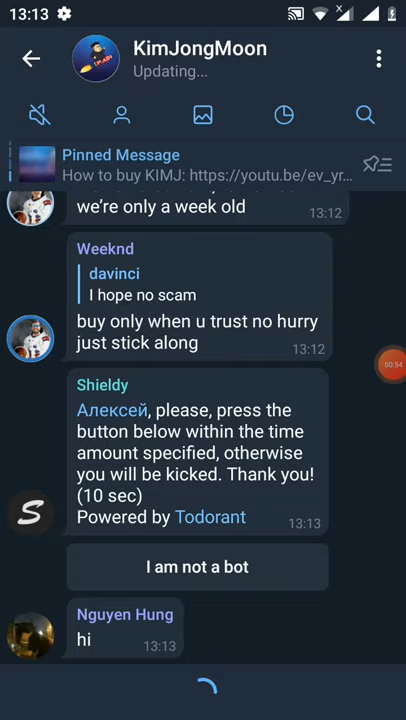 13:13
KimJongMoon
Updating...
Pinned Message
How to buy KIMJ: https://youtu.be/ev_yr...
we’re only a week old
13:12
Weeknd
davinci
I hope no scam
buy only when u trust no hurry
just stick along
13:12
00:54
Shieldy
Алексей, please, press the
button below within the time
amount specified, otherwise
you will be kicked. Thank you!
(10 sec)
Powered by Todorant
13:13
I am not a bot
Nguyen Hung
hi
13:13